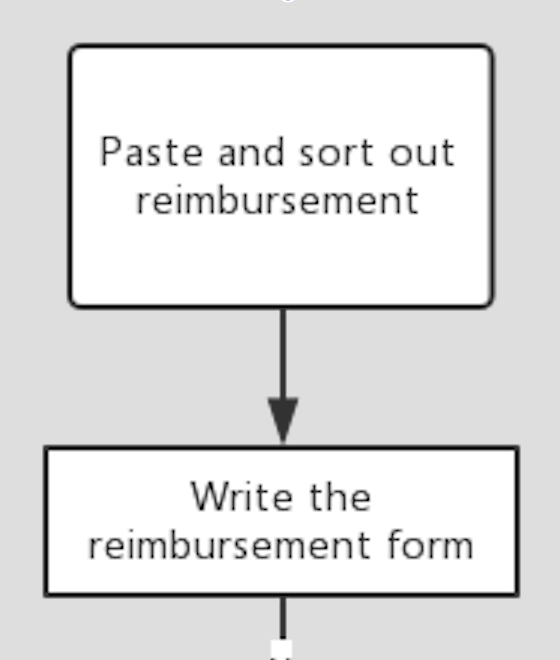 Paste and sort out
reimbursement
Write the
reimbursement form